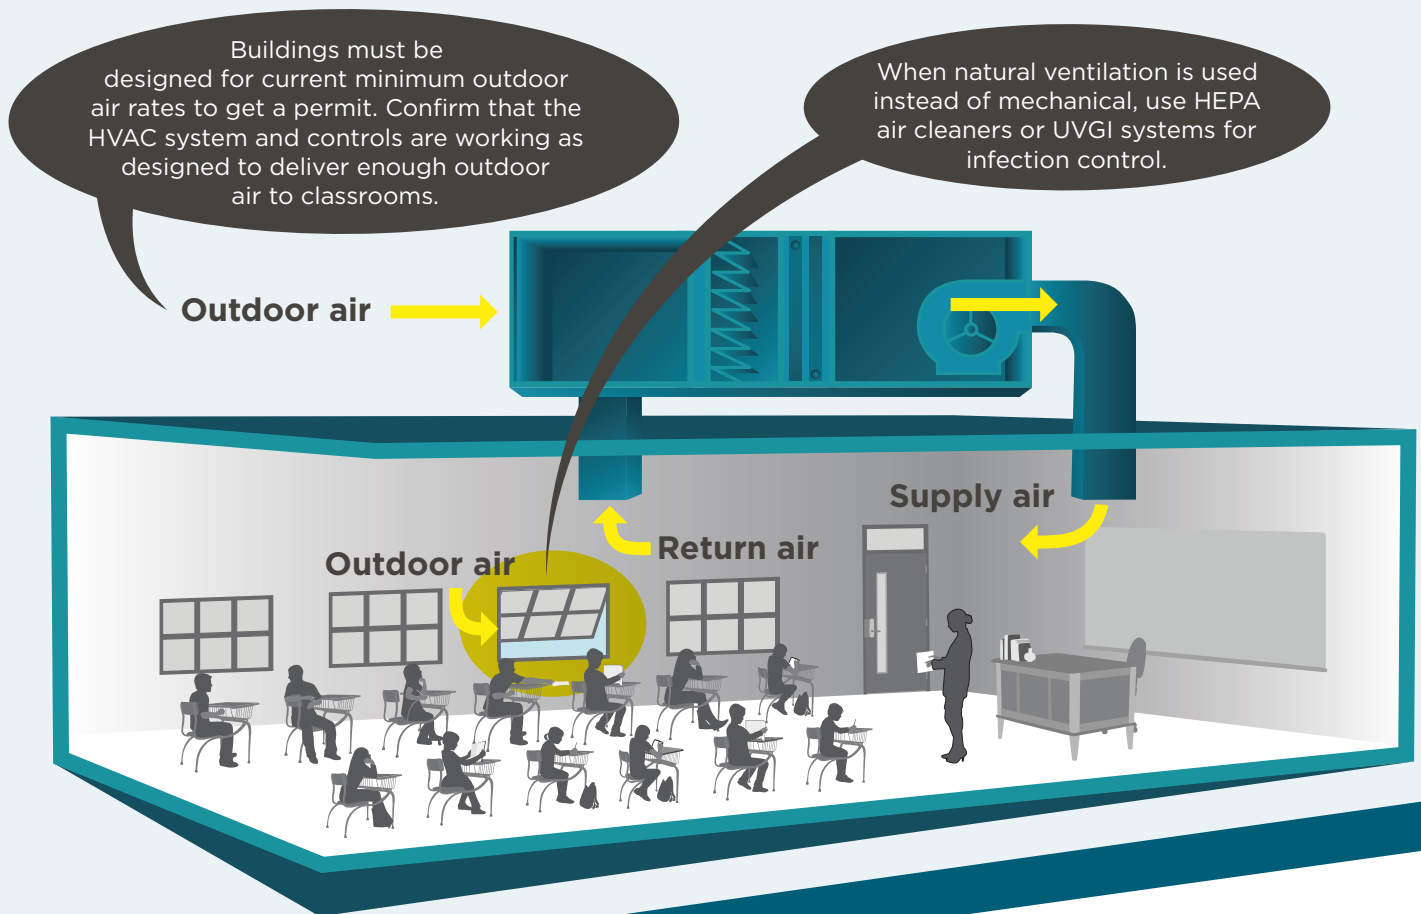 Buildings must be
designed for current minimum outdoor
air rates to get a permit. Confirm that the
HVAC system and controls are working as
designed to deliver enough outdoor
air to classrooms.
When natural ventilation is used
instead of mechanical, use HEPA
air cleaners or UVGI systems for
infection control.
Outdoor air
Supply air
Return air
Outdoor air